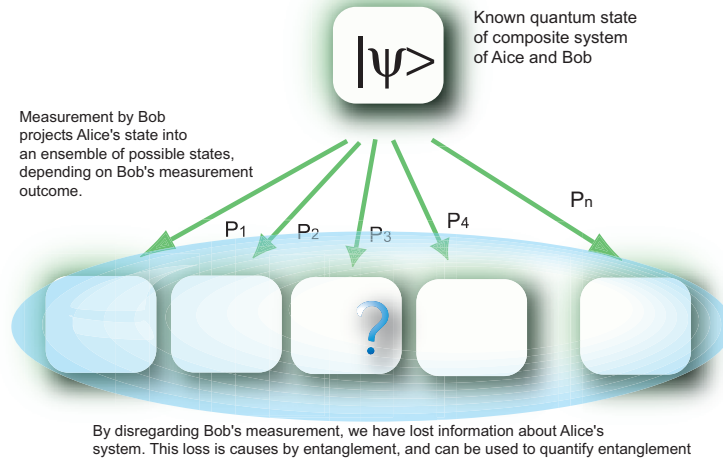 |ψ>
Known quantum state
of composite system
of Aice and Bob
Measurement by Bob
projects Alice's state into
an ensemble of possible states,
depending on Bob's measurement
outcome.
P1
P2
P3
P4
Pn
?
By disregarding Bob's measurement, we have lost information about Alice's
system. This loss is causes by entanglement, and can be used to quantify entanglement